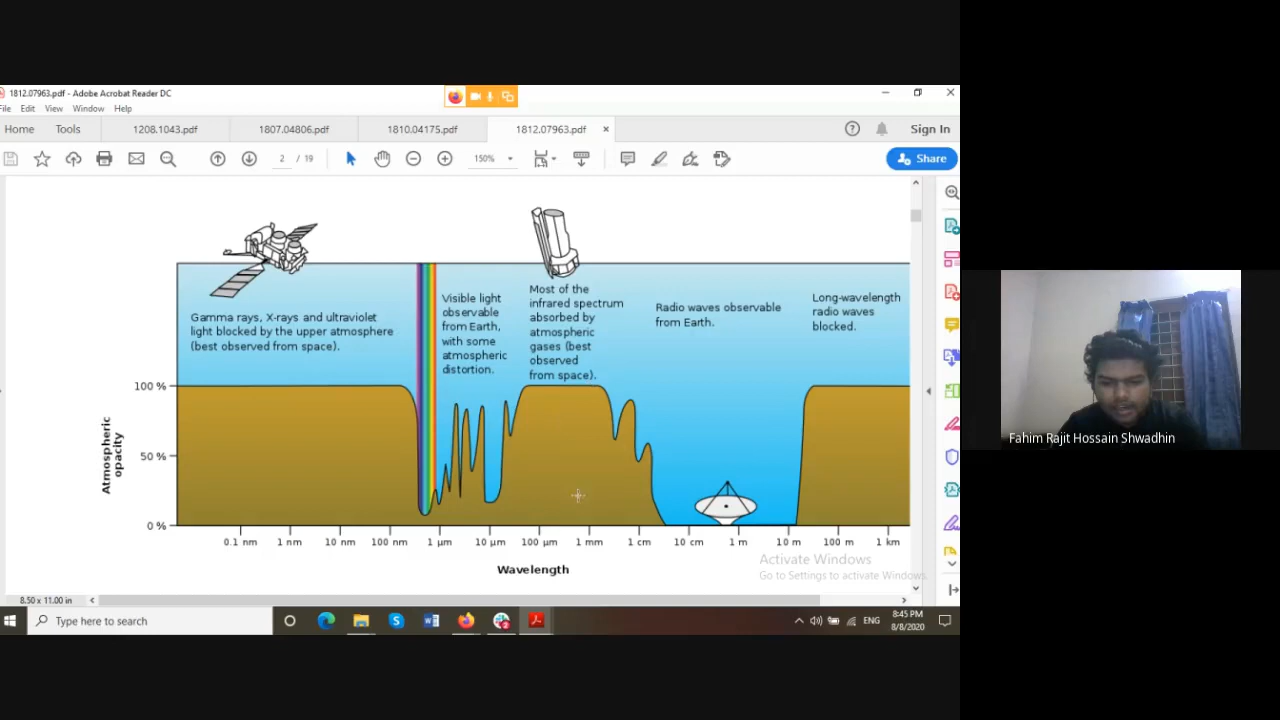 1812.07963.pdf - Adobe Acrobat Reader DC
File Edit View Window Help
Home Tools 1208.1043.pdf 1807.04806.pdf 1810.04175.pdf 1812.07963.pdf × ? Sign In
2 / 19 150% Share
Gamma rays, X-rays and ultraviolet
light blocked by the upper atmosphere
(best observed from space).
Visible light
observable
from Earth,
with some
atmospheric
distortion.
Most of the
infrared spectrum
absorbed by
atmospheric
gases (best
observed
from space).
Radio waves observable
from Earth.
Long-wavelength
radio waves
blocked.
Atmospheric
opacity
100 %
50 %
0 %
0.1 nm 1 nm 10 nm 100 nm 1 μm 10 μm 100 μm 1 mm 1 cm 10 cm 1 m 10 m 100 m 1 km
Wavelength
Activate Windows
Go to Settings to activate Windows.
8.50 x 11.00 in
Type here to search
ENG
8:45 PM
8/8/2020
Fahim Rajit Hossain Shwadhin